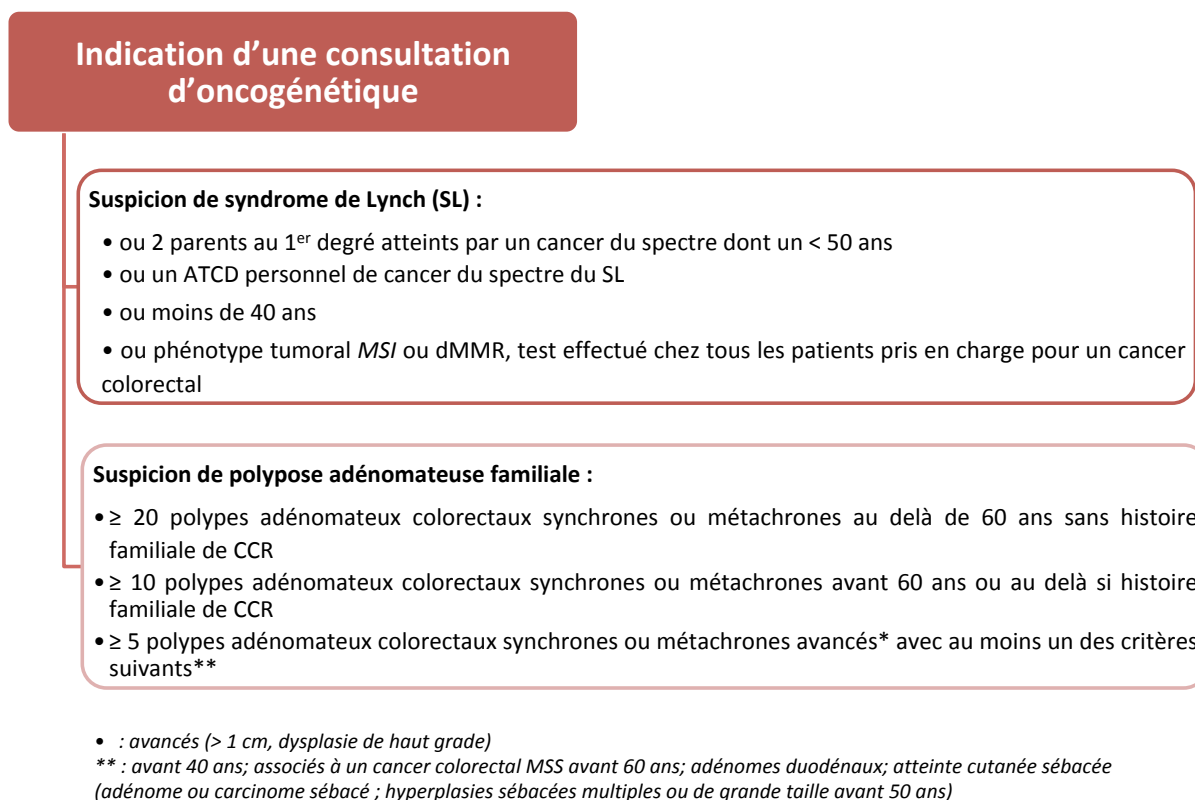 Indication d’une consultation
d’oncogénétique
Suspicion de syndrome de Lynch (SL) :
• ou 2 parents au 1er degré atteints par un cancer du spectre dont un < 50 ans
• ou un ATCD personnel de cancer du spectre du SL
• ou moins de 40 ans
• ou phénotype tumoral MSI ou dMMR, test effectué chez tous les patients pris en charge pour un cancer
colorectal
Suspicion de polypose adénomateuse familiale :
• ≥ 20 polypes adénomateux colorectaux synchrones ou métachrones au delà de 60 ans sans histoire
familiale de CCR
• ≥ 10 polypes adénomateux colorectaux synchrones ou métachrones avant 60 ans ou au delà si histoire
familiale de CCR
• ≥ 5 polypes adénomateux colorectaux synchrones ou métachrones avancés* avec au moins un des critères
suivants**
• : avancés (> 1 cm, dysplasie de haut grade)
** : avant 40 ans; associés à un cancer colorectal MSS avant 60 ans; adénomes duodénaux; atteinte cutanée sébacée
(adénome ou carcinome sébacé ; hyperplasies sébacées multiples ou de grande taille avant 50 ans)